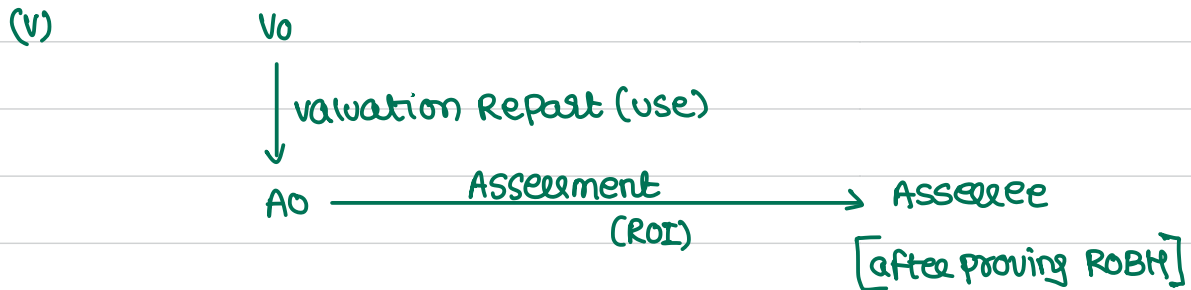 (V) VO
Valuation Report (use)
AO Assessment Assessee
(ROI)
[after proving ROBH]